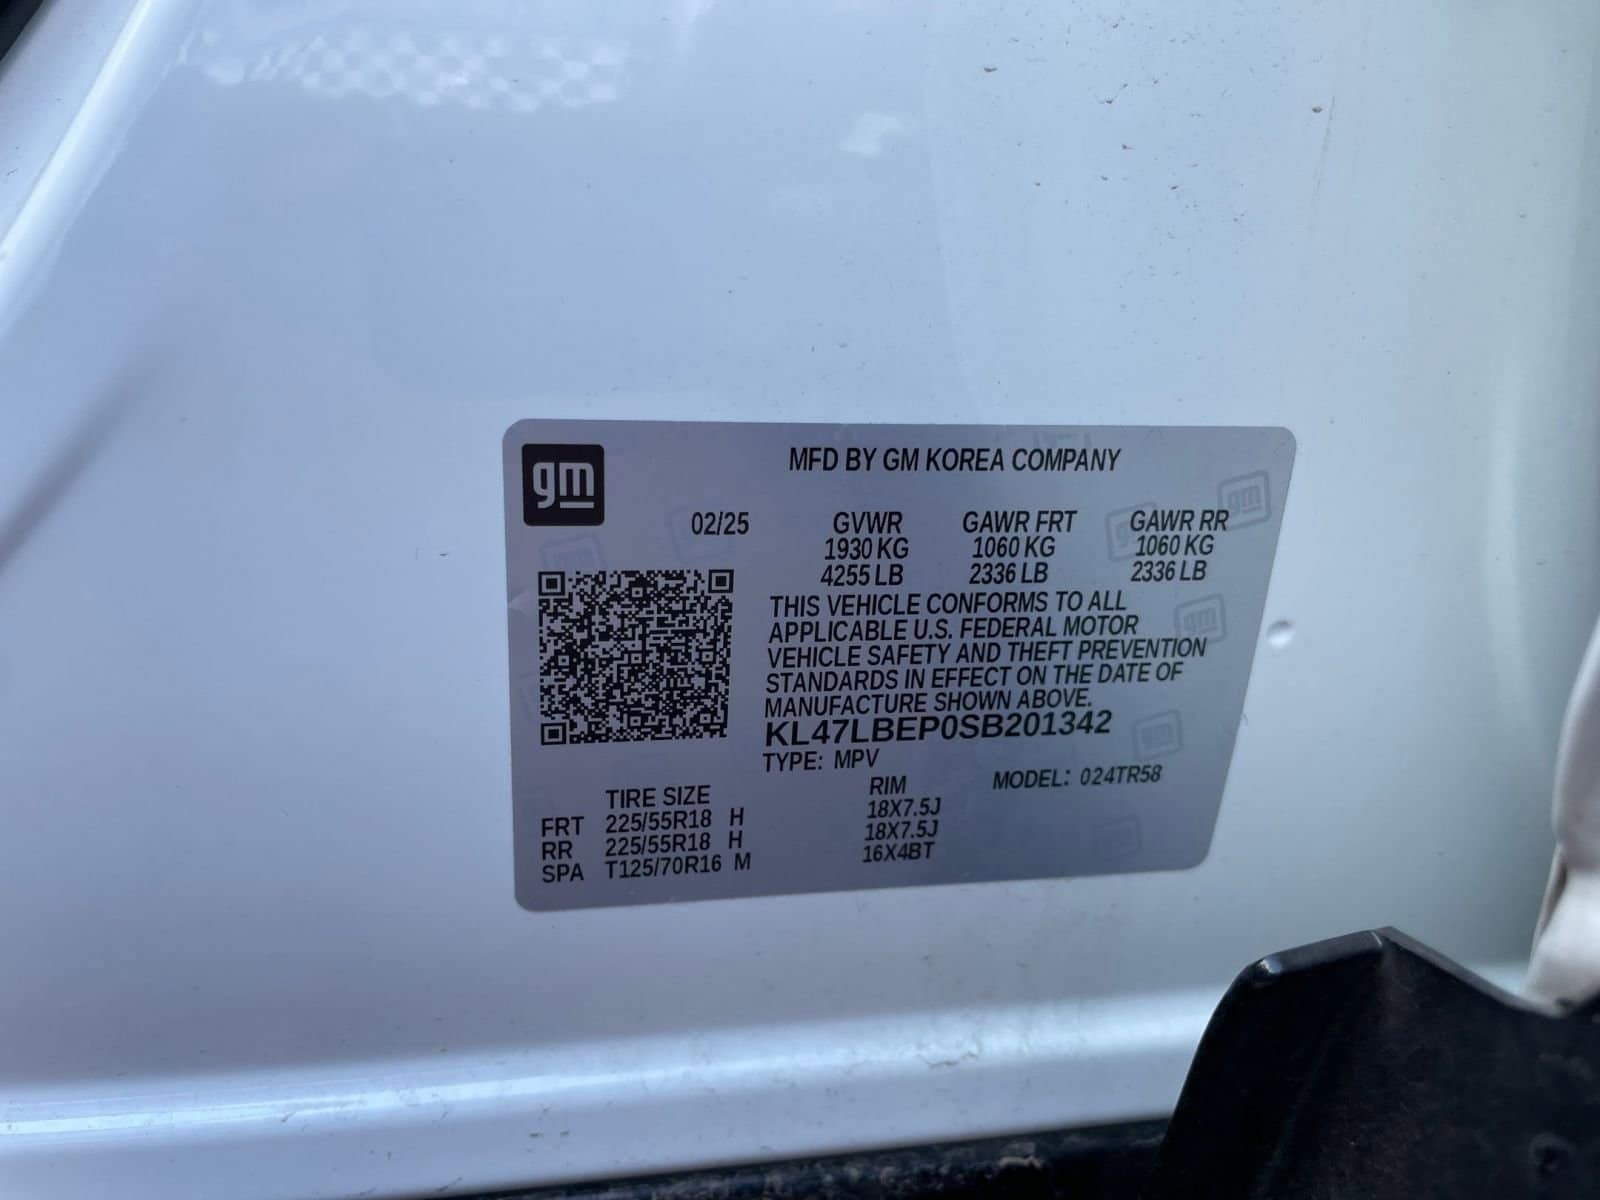 gm
MFD BY GM KOREA COMPANY
02/25 GVWR GAWR FRT GAWR RR
1930 KG 1060 KG 1060 KG
4255 LB 2336 LB 2336 LB
THIS VEHICLE CONFORMS TO ALL
APPLICABLE U.S. FEDERAL MOTOR
VEHICLE SAFETY AND THEFT PREVENTION
STANDARDS IN EFFECT ON THE DATE OF
MANUFACTURE SHOWN ABOVE.
KL47LBEP0SB201342
TYPE: MPV MODEL: 024TR58
TIRE SIZE RIM
FRT 225/55R18 H 18X7.5J
RR 225/55R18 H 18X7.5J
SPA T125/70R16 M 16X4BT